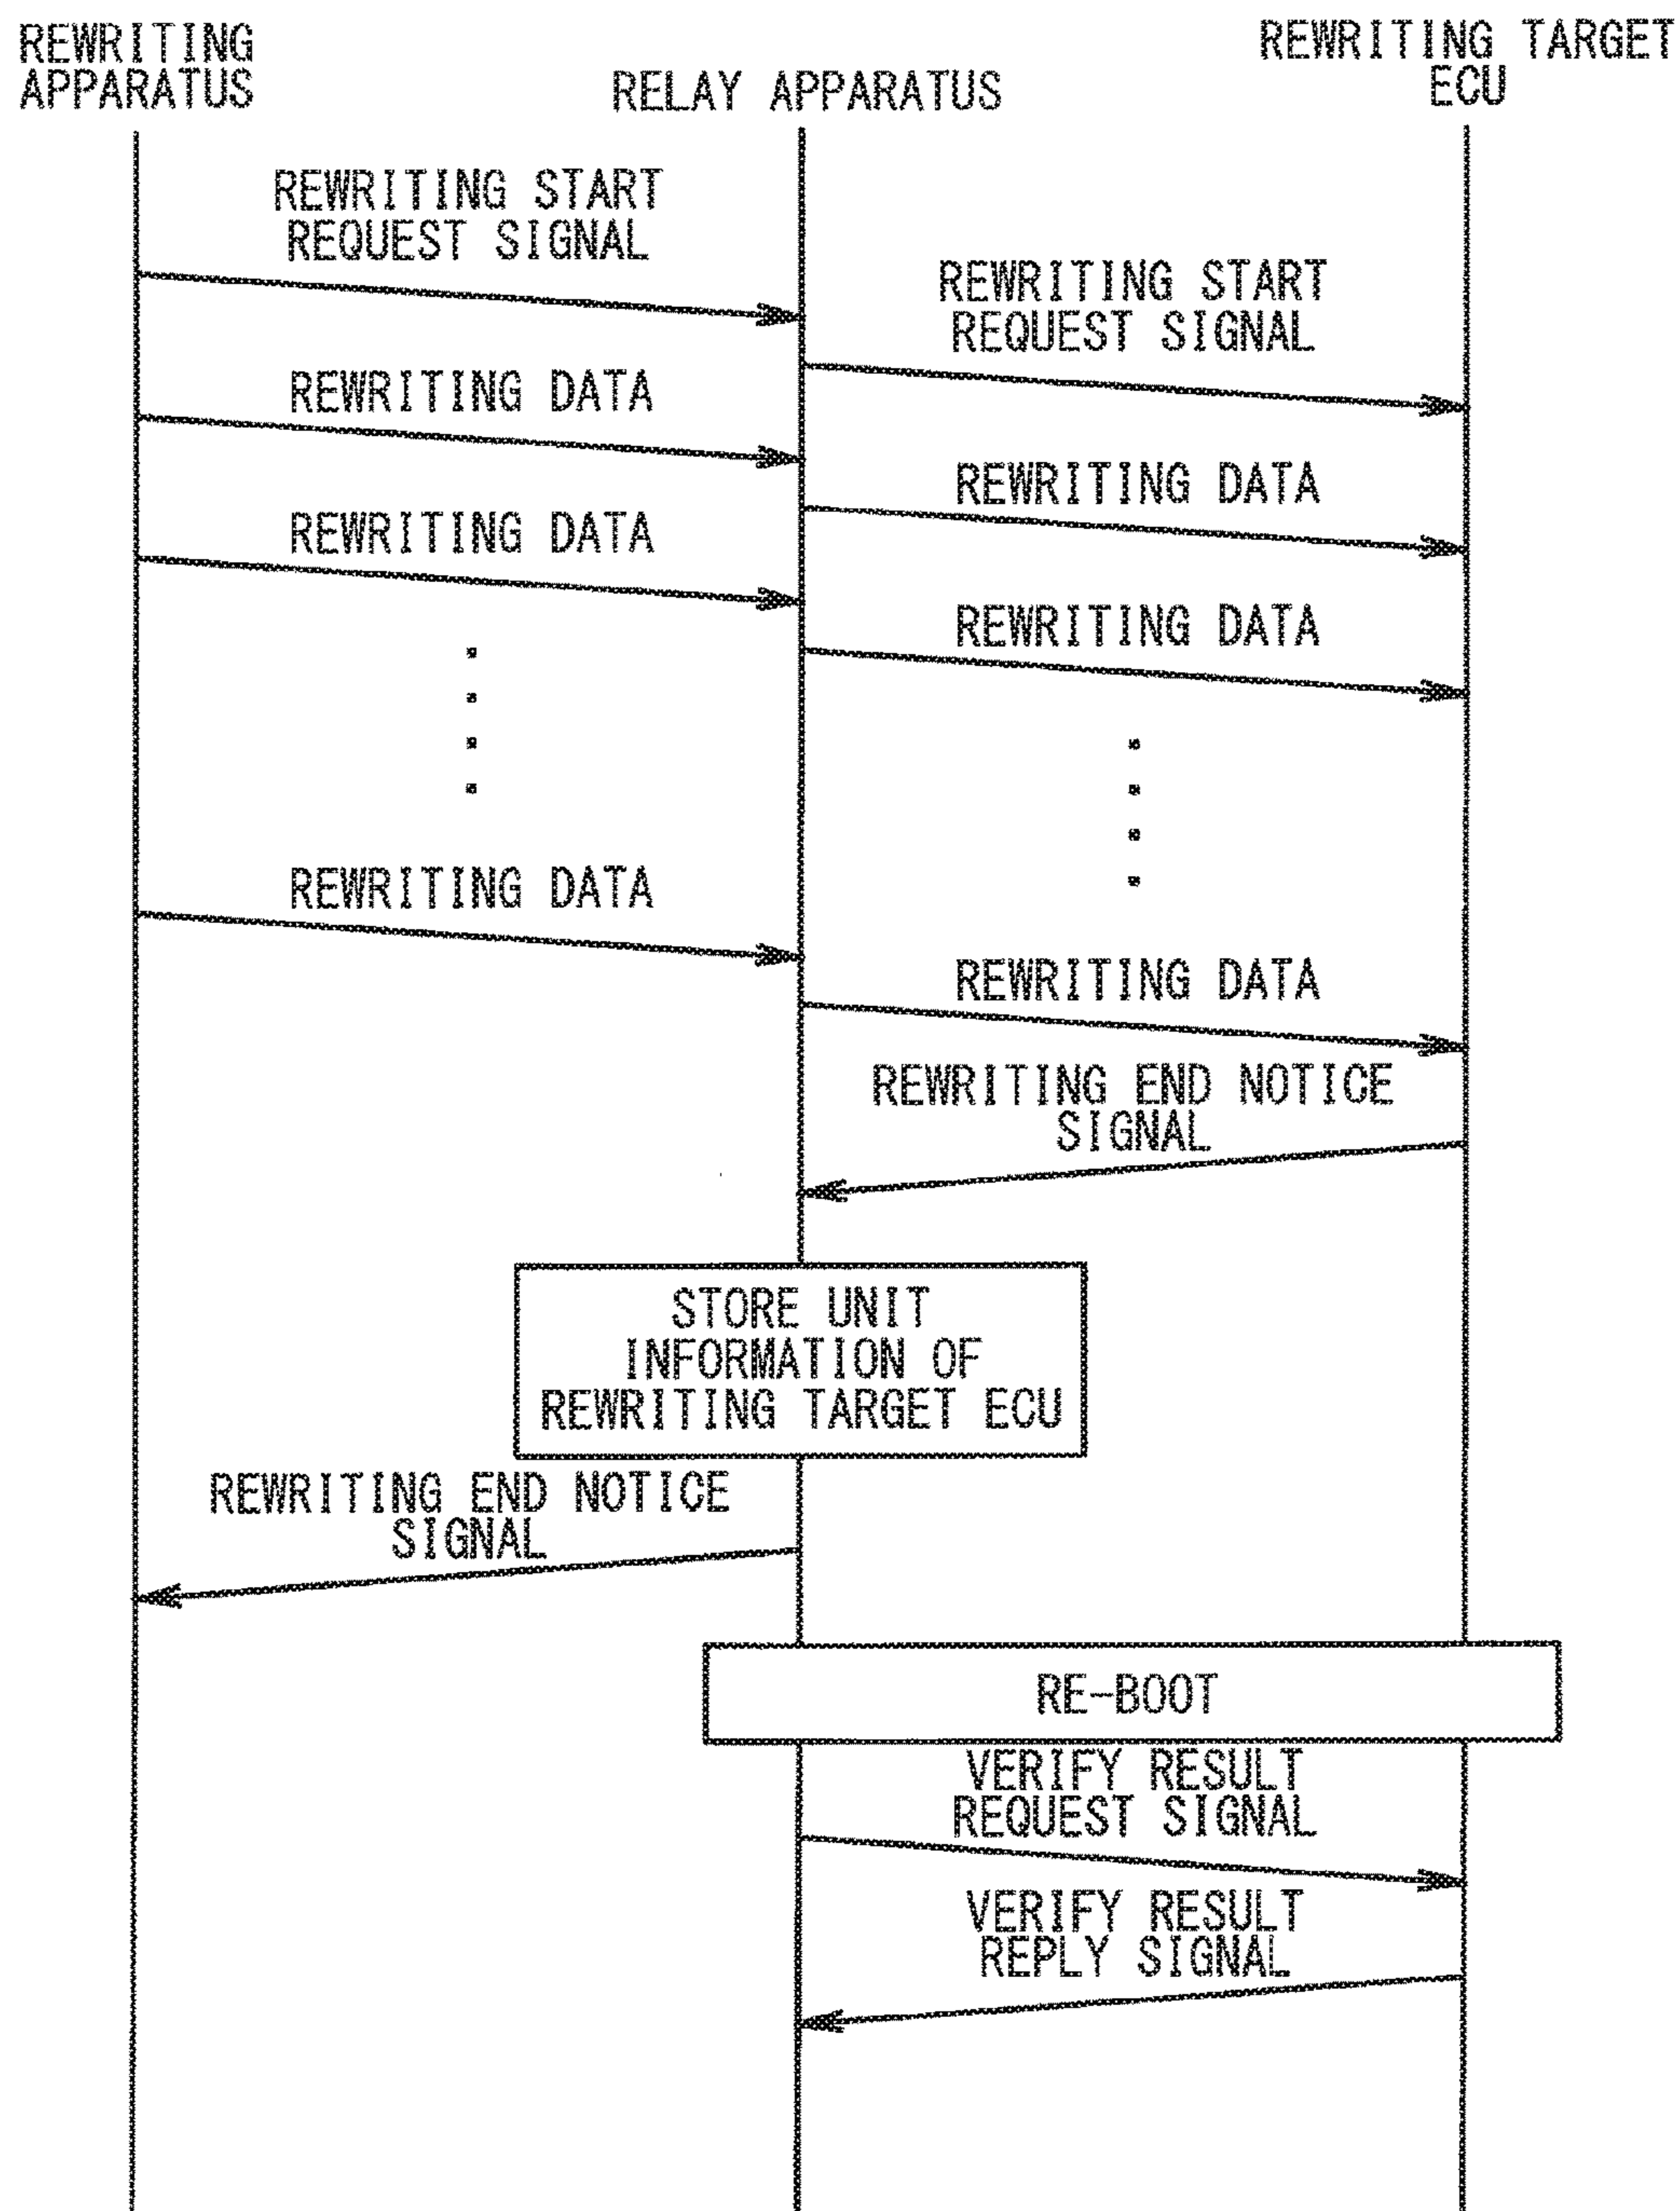 REWRITING
APPARATUS
RELAY APPARATUS
REWRITING TARGET
ECU
REWRITING START
REQUEST SIGNAL
REWRITING START
REQUEST SIGNAL
REWRITING DATA
REWRITING DATA
REWRITING DATA
REWRITING DATA
REWRITING DATA
REWRITING DATA
REWRITING END NOTICE
SIGNAL
STORE UNIT
INFORMATION OF
REWRITING TARGET ECU
REWRITING END NOTICE
SIGNAL
RE-BOOT
VERIFY RESULT
REQUEST SIGNAL
VERIFY RESULT
REPLY SIGNAL